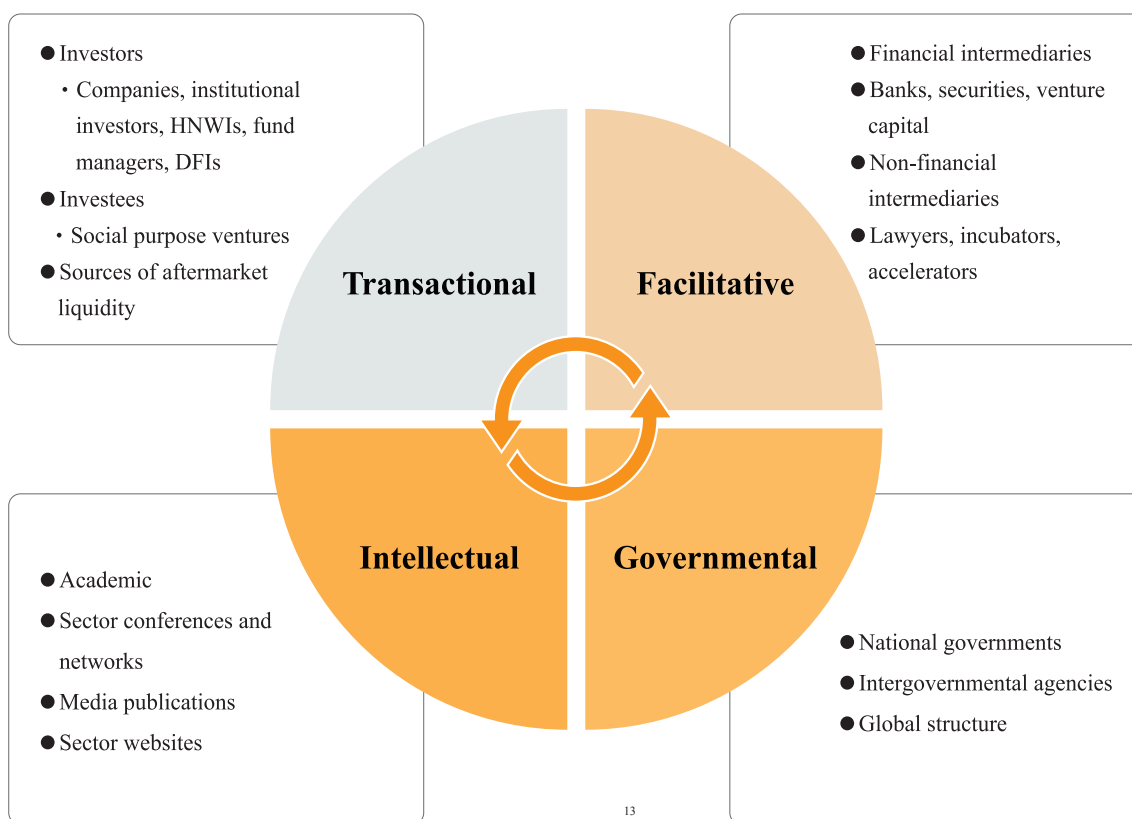 ● Investors
・Companies, institutional
investors, HNWIs, fund
managers, DFIs
● Investees
・Social purpose ventures
● Sources of aftermarket
liquidity
● Financial intermediaries
● Banks, securities, venture
capital
● Non-financial
intermediaries
● Lawyers, incubators,
accelerators
Transactional
Facilitative
Intellectual
Governmental
● Academic
● Sector conferences and
networks
● Media publications
● Sector websites
● National governments
● Intergovernmental agencies
● Global structure
13